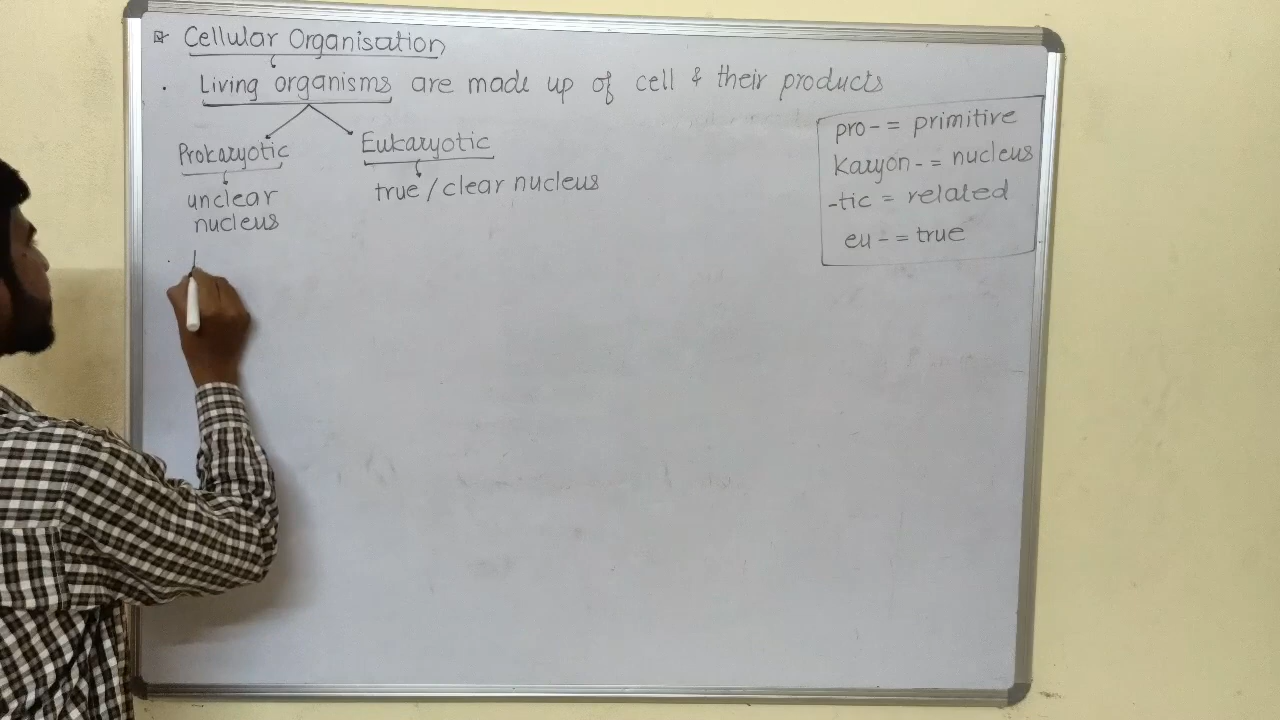 Cellular Organisation
. Living organisms are made up of cell & their products
Prokaryotic
unclear
nucleus
Eukaryotic
true / clear nucleus
pro- = primitive
Karyon - = nucleus
-tic = related
eu - = true